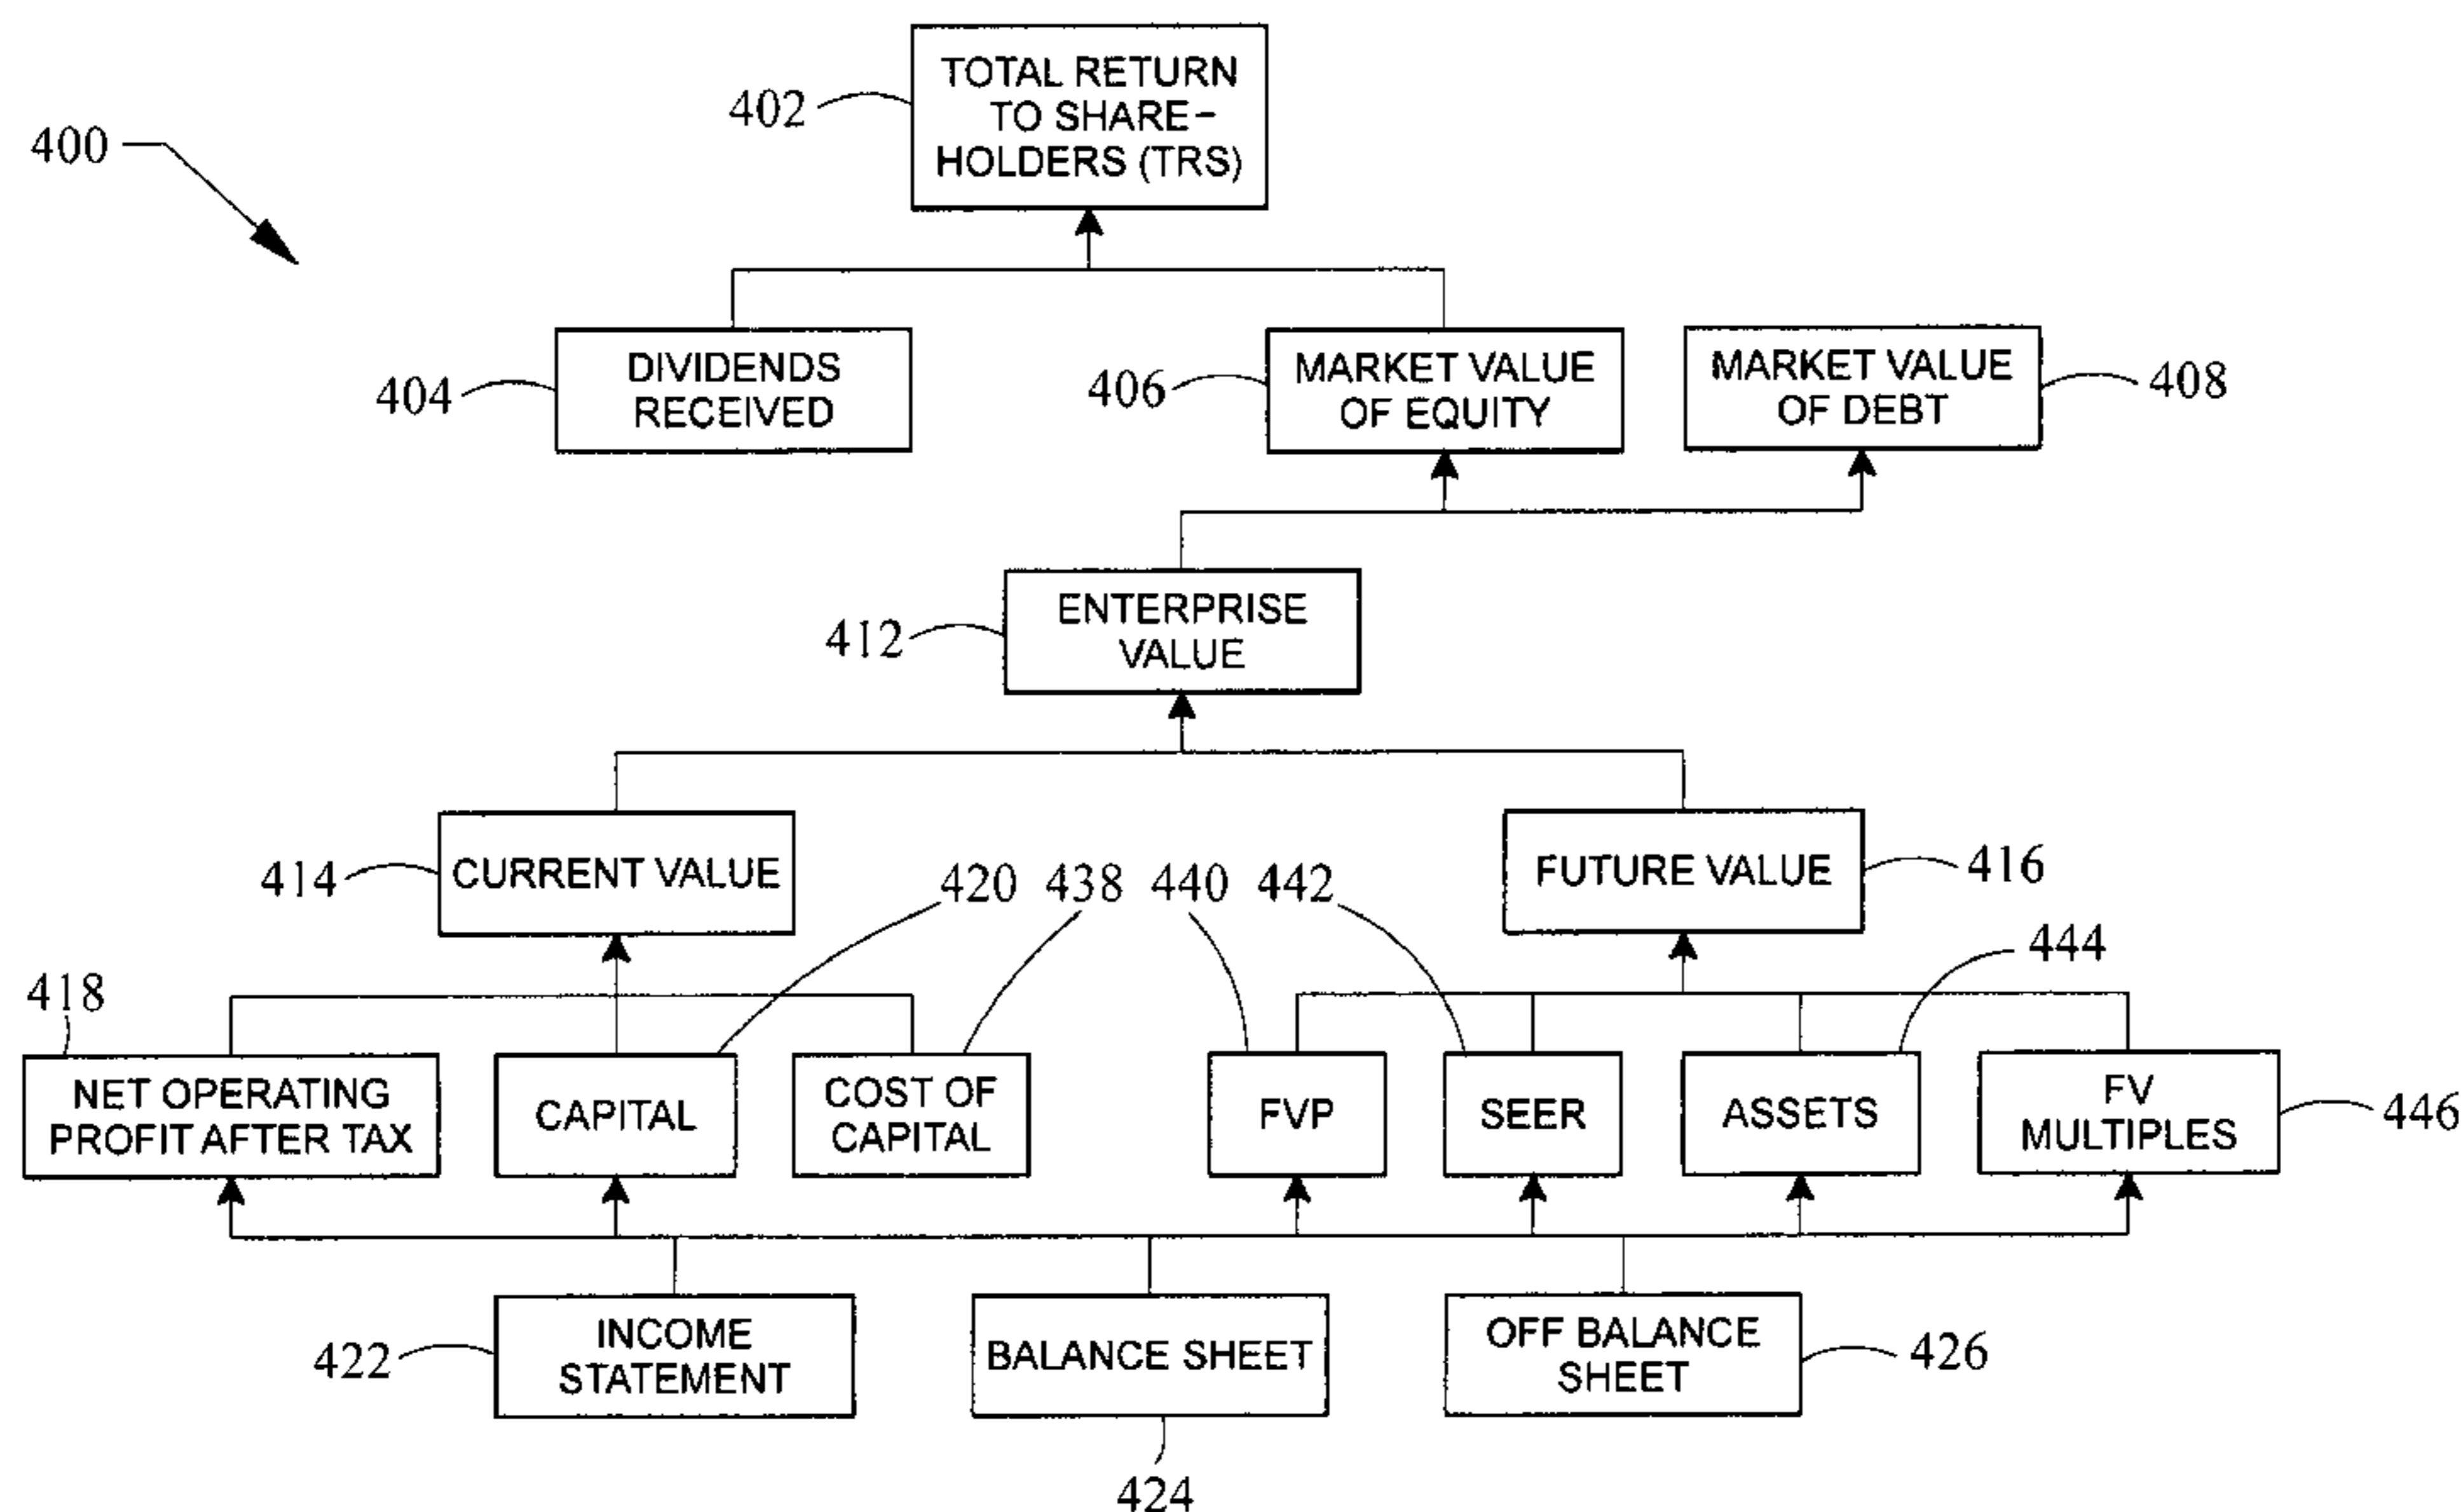 TOTAL RETURN
TO SHARE-
HOLDERS (TRS)
402
400
DIVIDENDS
RECEIVED
404
MARKET VALUE
OF EQUITY
406
MARKET VALUE
OF DEBT
408
ENTERPRISE
VALUE
412
CURRENT VALUE
414
FUTURE VALUE
416
420
438
440
442
444
418
NET OPERATING
PROFIT AFTER TAX
CAPITAL
COST OF
CAPITAL
FVP
SEER
ASSETS
FV
MULTIPLES
446
INCOME
STATEMENT
422
BALANCE SHEET
424
OFF BALANCE
SHEET
426